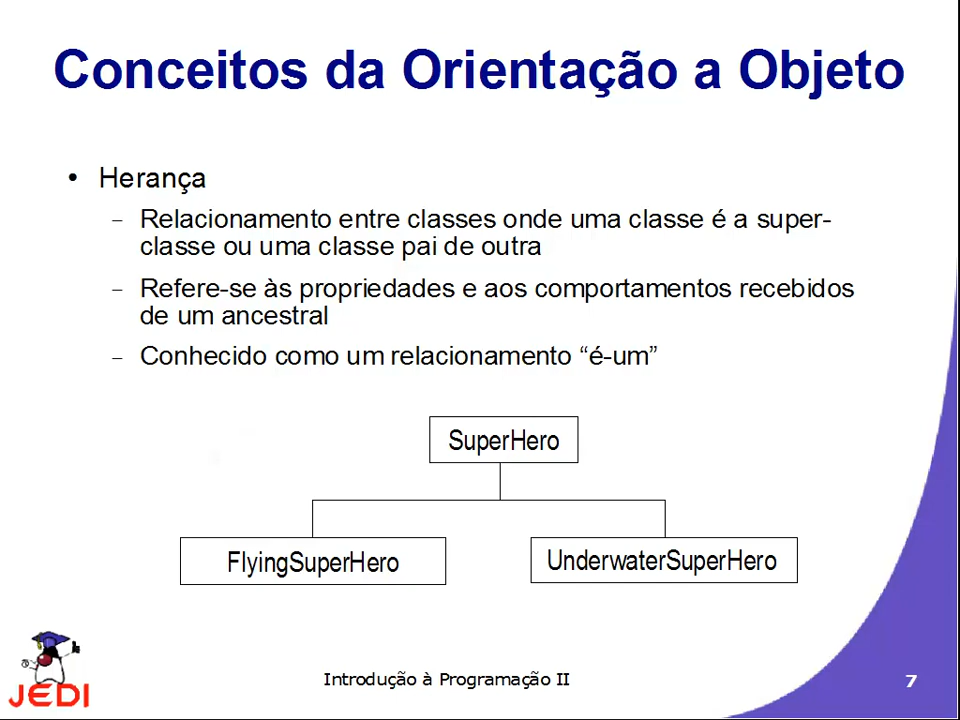 Conceitos da Orientação a Objeto
• Herança
– Relacionamento entre classes onde uma classe é a super-
classe ou uma classe pai de outra
– Refere-se às propriedades e aos comportamentos recebidos
de um ancestral
– Conhecido como um relacionamento “é-um”
SuperHero
FlyingSuperHero
UnderwaterSuperHero
JEDI
Introdução à Programação II
7